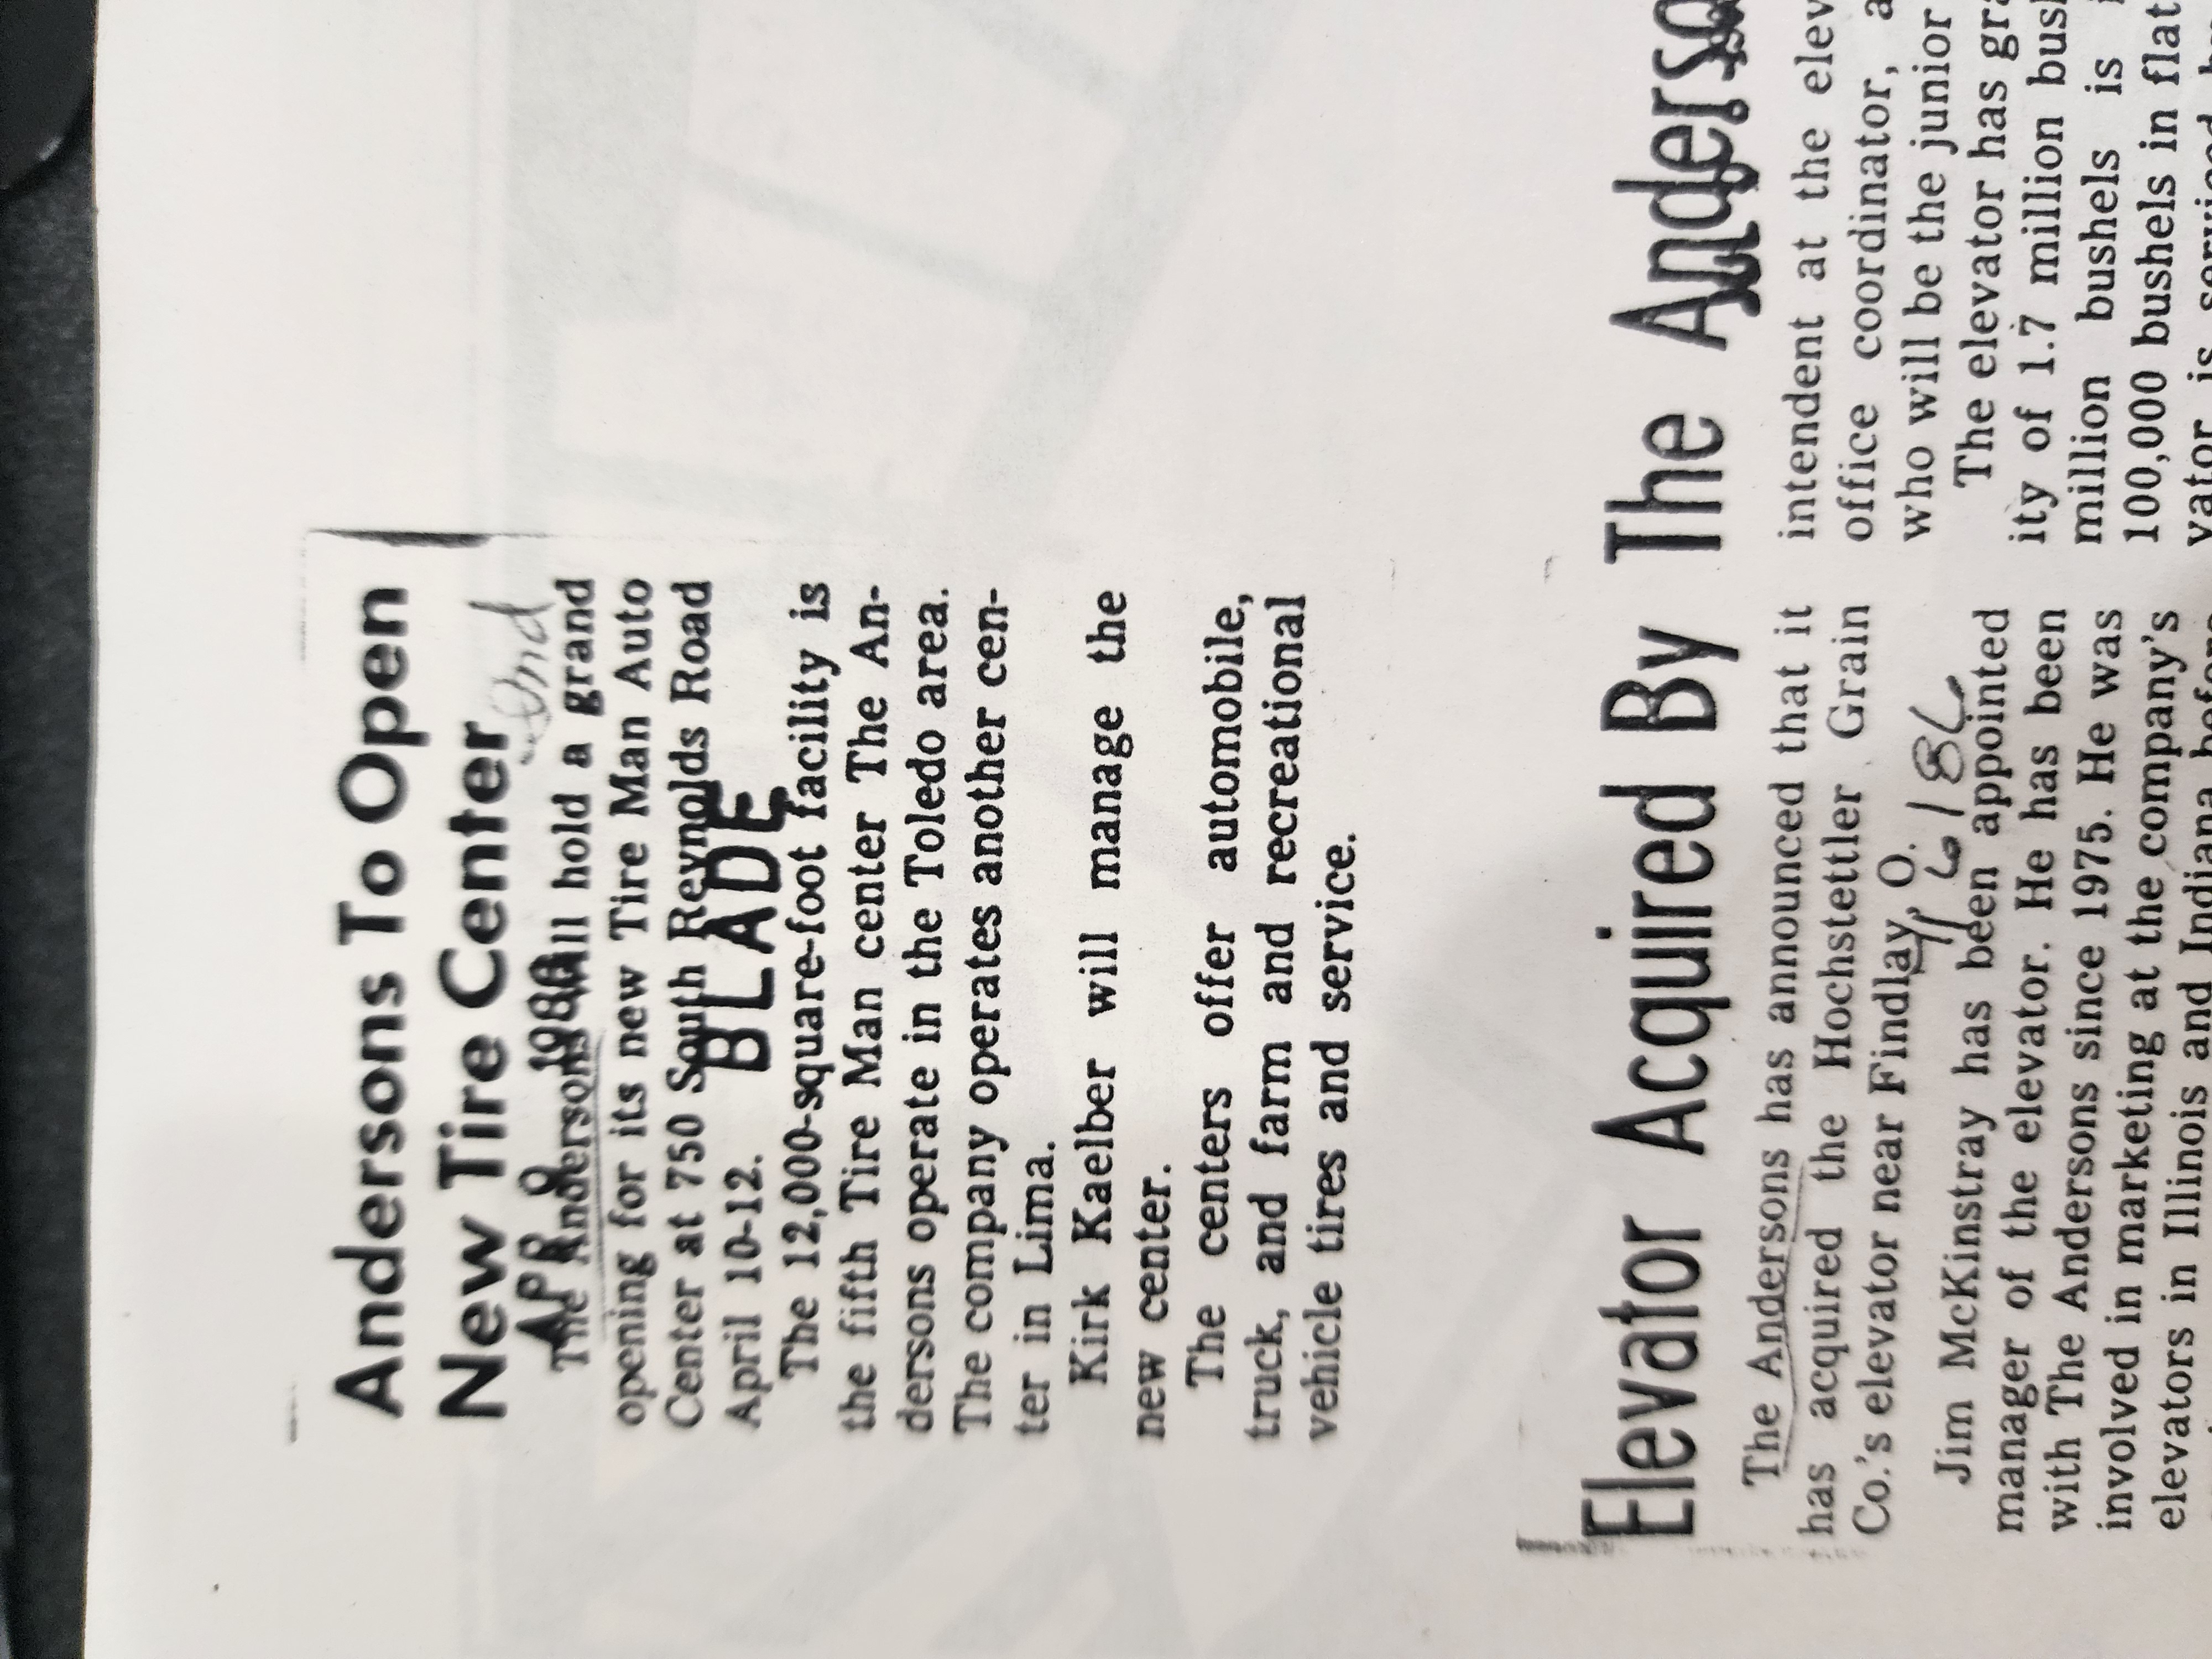 Andersons To Open
New Tire Center
APR 9 1986
The Andersons will hold a grand
opening for its new Tire Man Auto
Center at 750 South Reynolds Road
April 10-12.
BLADE
The 12,000-square-foot facility is
the fifth Tire Man center The An-
dersons operate in the Toledo area.
The company operates another cen-
ter in Lima.
Kirk Kaelber will manage the
new center.
The centers offer automobile,
truck, and farm and recreational
vehicle tires and service.
Elevator Acquired By The
The Andersons has announced that it
has acquired the Hochstettler Grain
Co.'s elevator near Findlay, O.
Jim McKinstray has been appointed
manager of the elevator. He has been
with The Andersons since 1975. He was
involved in marketing at the company's
elevators in Illinois and Indiana
intendent at the
office coordinator,
who will be the junior
The elevator has
ity of 1.7 million
million bushels is
100,000 bushels in
vator is